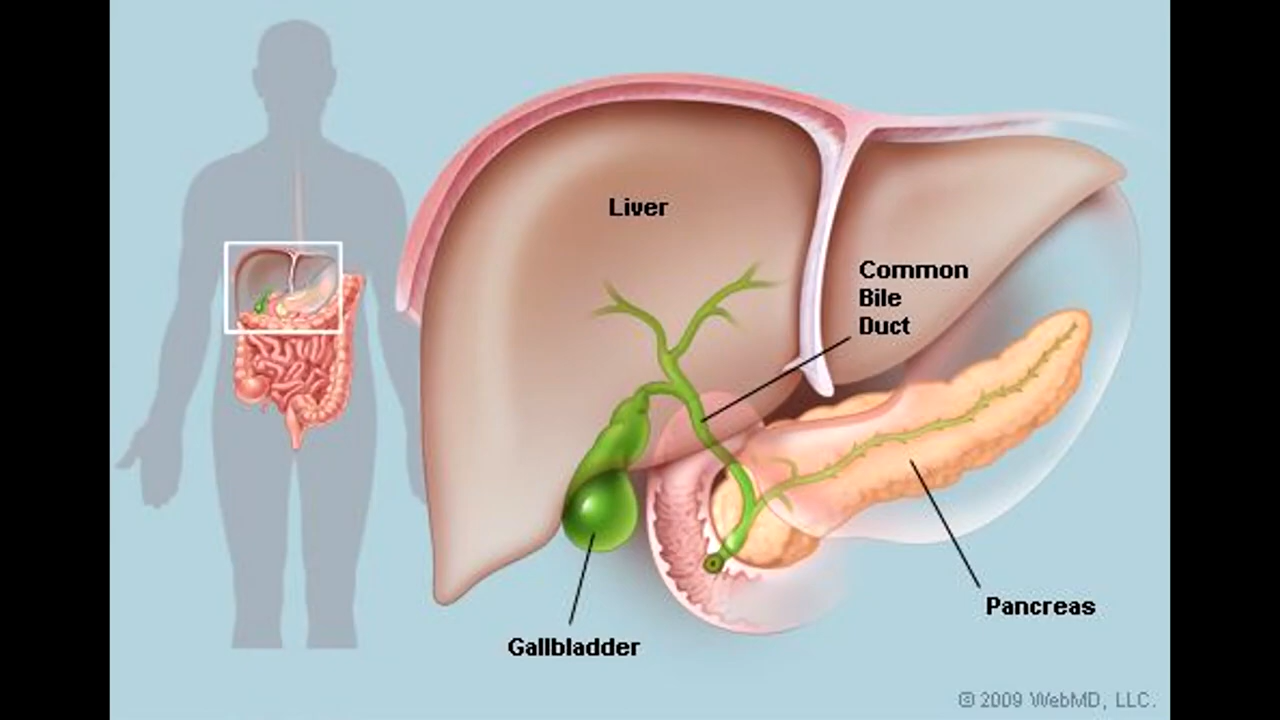 Liver
Common
Bile
Duct
Pancreas
Gallbladder
© 2009 WebMD, LLC.